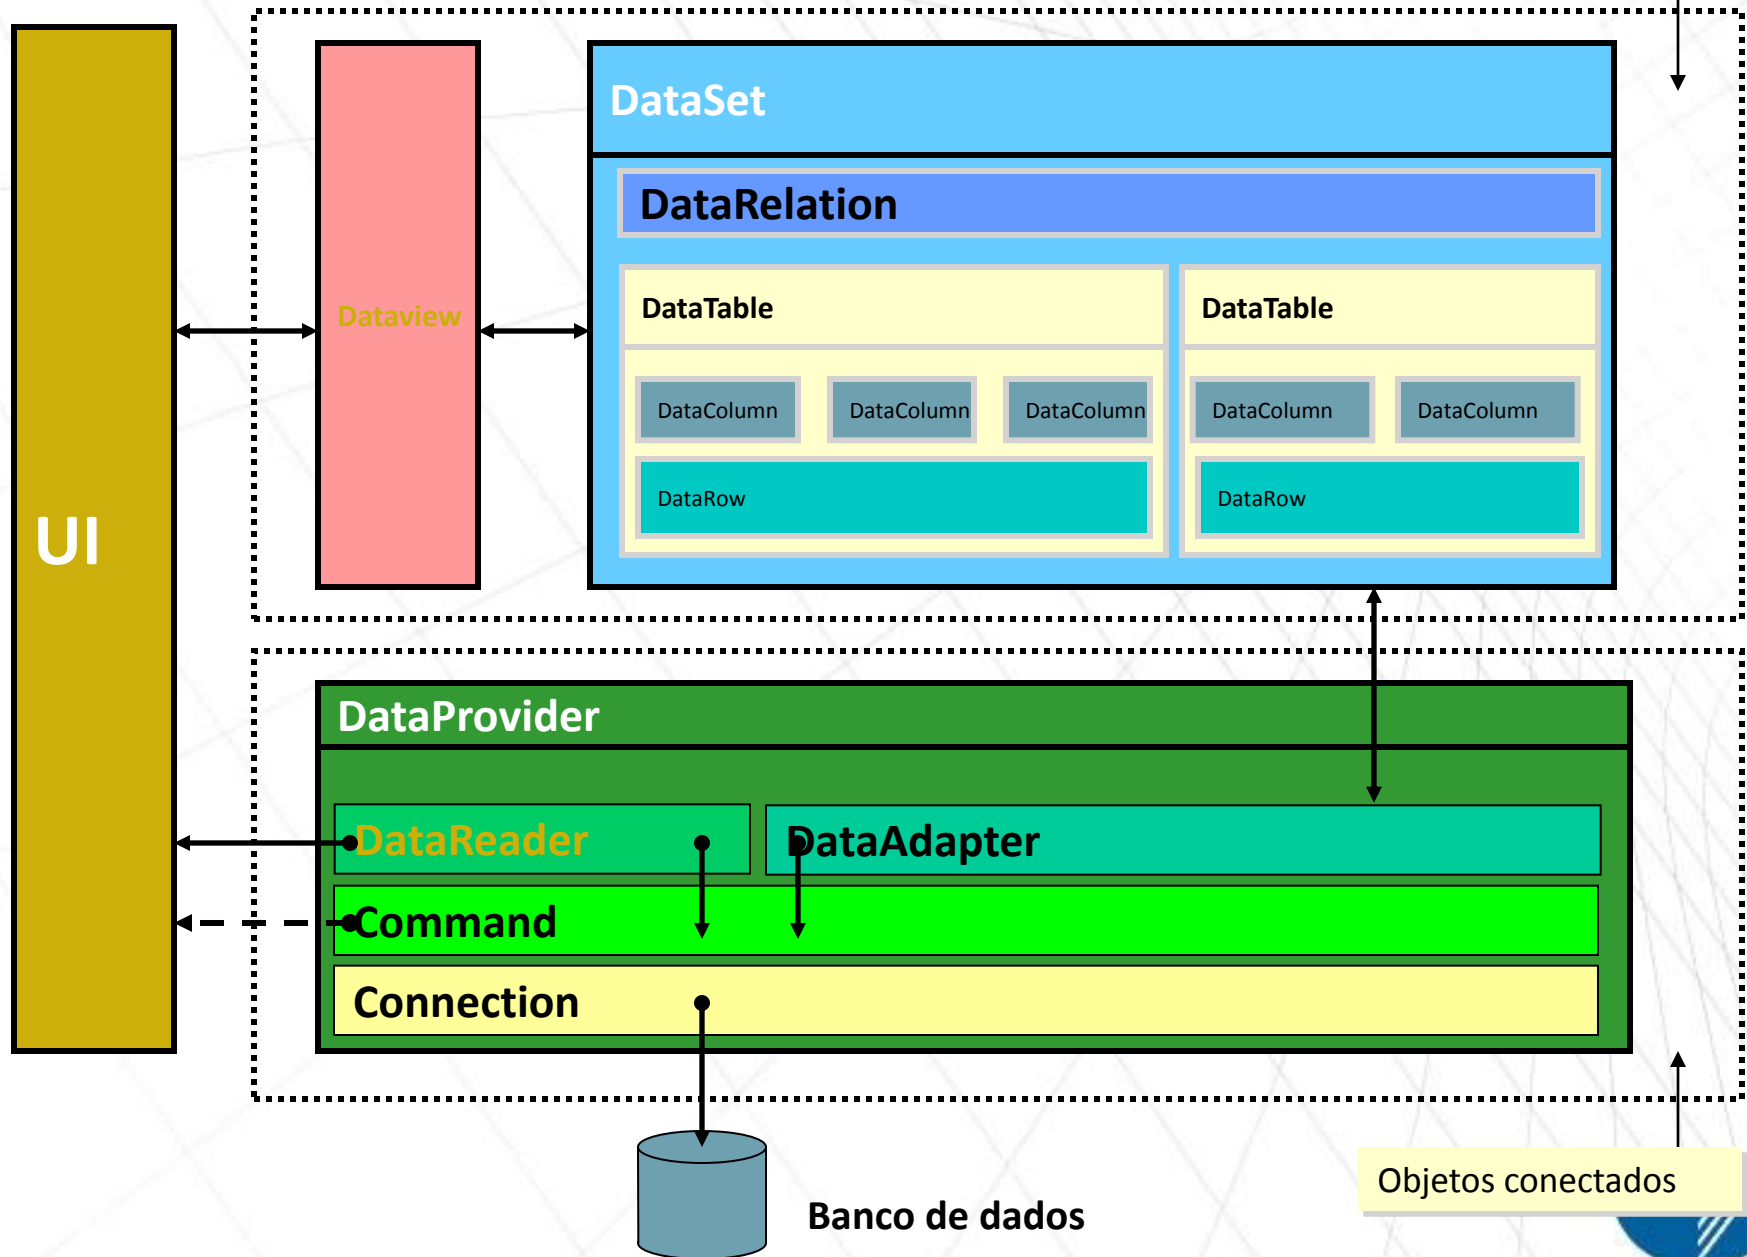 UI
Dataview
DataSet
DataRelation
DataTable
DataTable
DataColumn
DataColumn
DataColumn
DataColumn
DataColumn
DataRow
DataRow
DataProvider
DataReader
DataAdapter
Command
Connection
Objetos conectados
Banco de dados